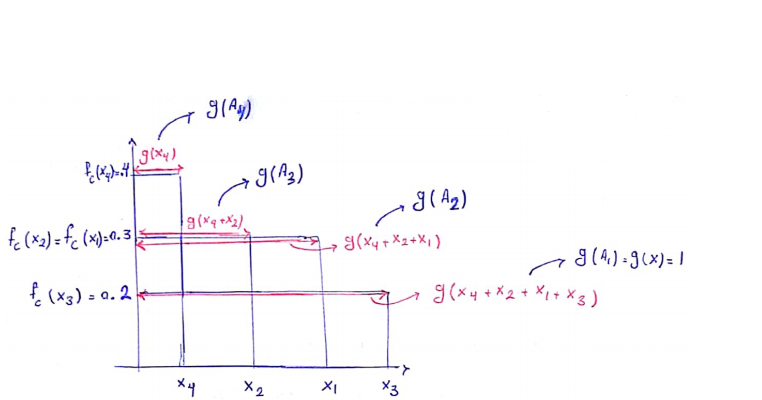 g(A4)
g(x4)
fc(x4)=.4
g(A3)
g(A2)
g(x4+x2)
fc(x2)=fc(x1)=0.3
g(x4+x2+x1)
g(A1)=g(x)=1
fc(x3)=0.2
g(x4+x2+x1+x3)
x4 x2 x1 x3